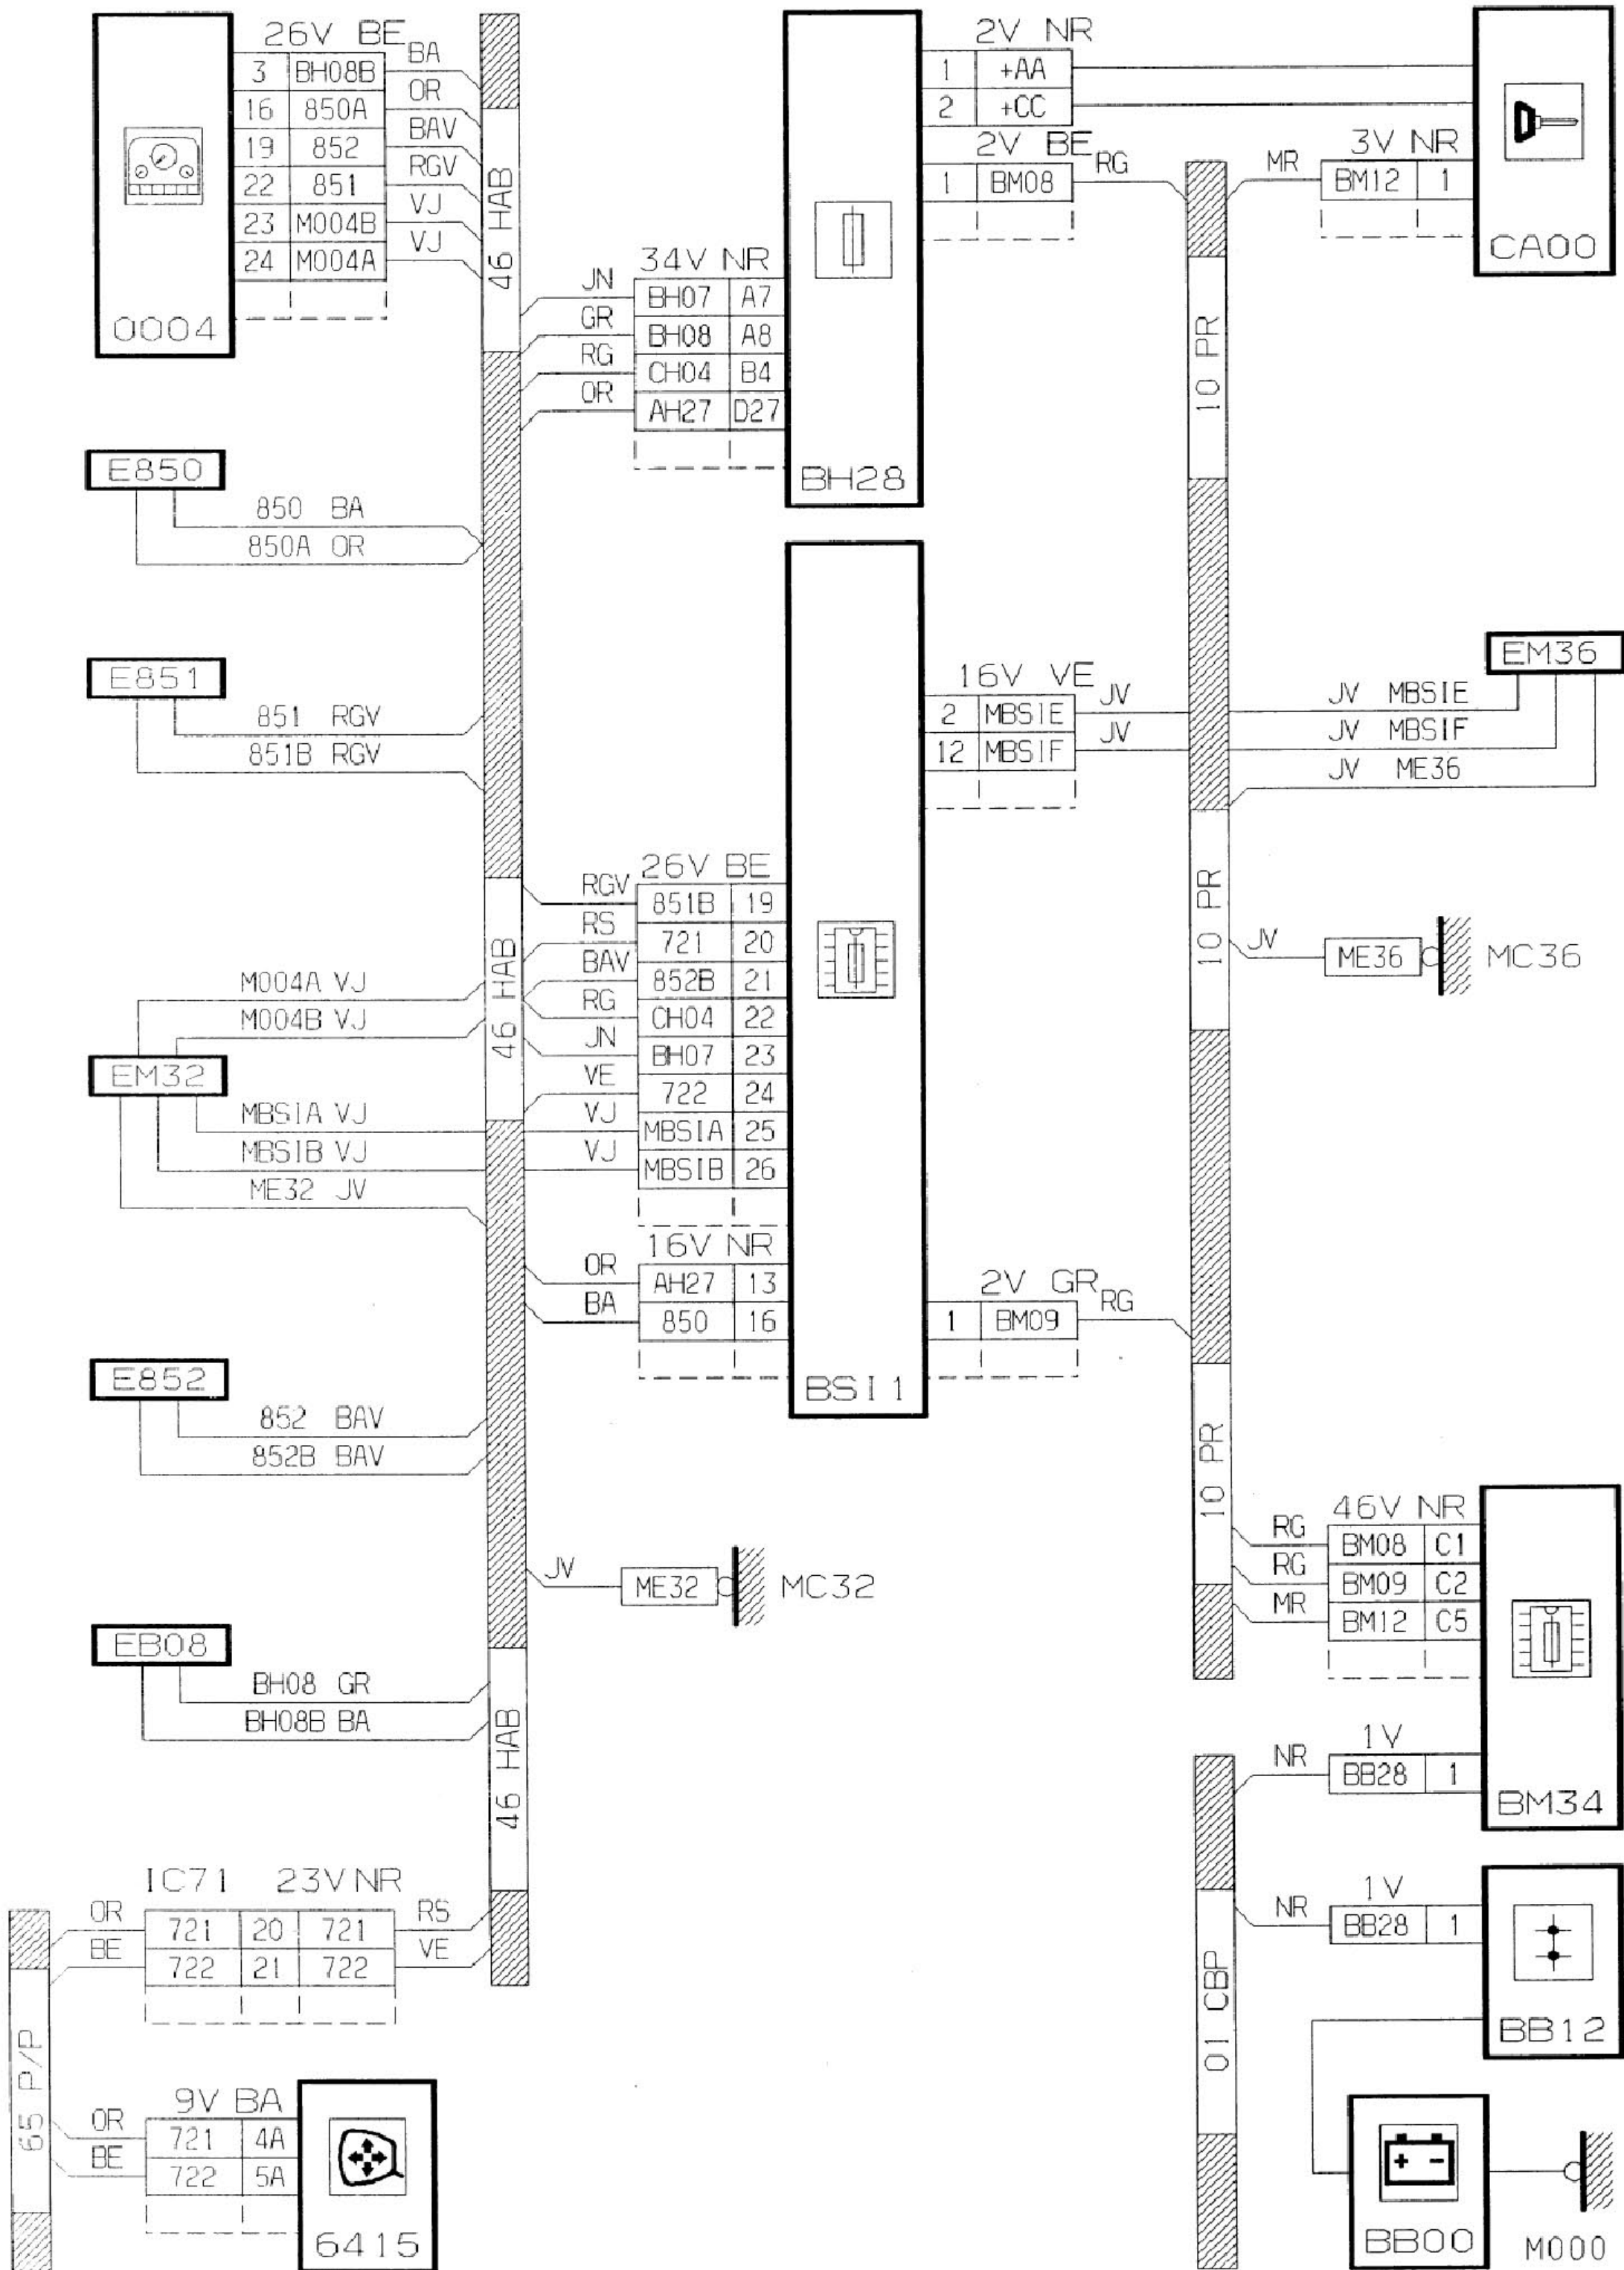 26V BE
3 BH08B BA
16 850A OR
19 852 BAV
22 851 RGV
23 M004B VJ
24 M004A VJ
0004
46 HAB
34V NR
JN BH07 A7
GR BH08 A8
RG CH04 B4
OR AH27 D27
BH28
2V NR
1 +AA
2 +CC
2V BE
1 BM08 RG
3V NR
MR BM12 1
CA00
10 PR
E850
850 BA
850A OR
E851
851 RGV
851B RGV
16V VE
2 MBSIE JV
12 MBSIF JV
EM36
JV MBSIE
JV MBSIF
JV ME36
10 PR
JV ME36 MC36
26V BE
RGV 851B 19
RS 721 20
BAV 852B 21
RG CH04 22
JN BH07 23
VE 722 24
VJ MBSIA 25
VJ MBSIB 26
46 HAB
M004A VJ
M004B VJ
EM32
MBSIA VJ
MBSIB VJ
ME32 JV
16V NR
OR AH27 13
BA 850 16
BSI1
2V GR
1 BM09 RG
E852
852 BAV
852B BAV
10 PR
46V NR
RG BM08 C1
RG BM09 C2
MR BM12 C5
JV ME32 MC32
EB08
BH08 GR
BH08B BA
46 HAB
1V
NR BB28 1
BM34
IC71 23V NR
OR 721 20 721 RS
BE 722 21 722 VE
65 P/P
1V
NR BB28 1
BB12
01 CBP
9V BA
OR 721 4A
BE 722 5A
6415
+ -
BB00
M000